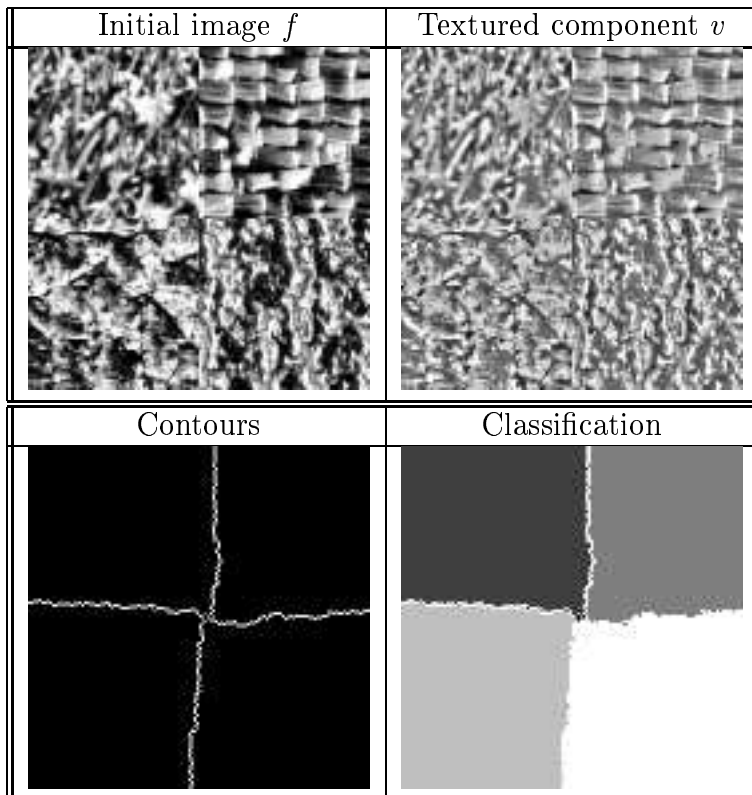 Initial image f
Textured component v
Contours
Classification